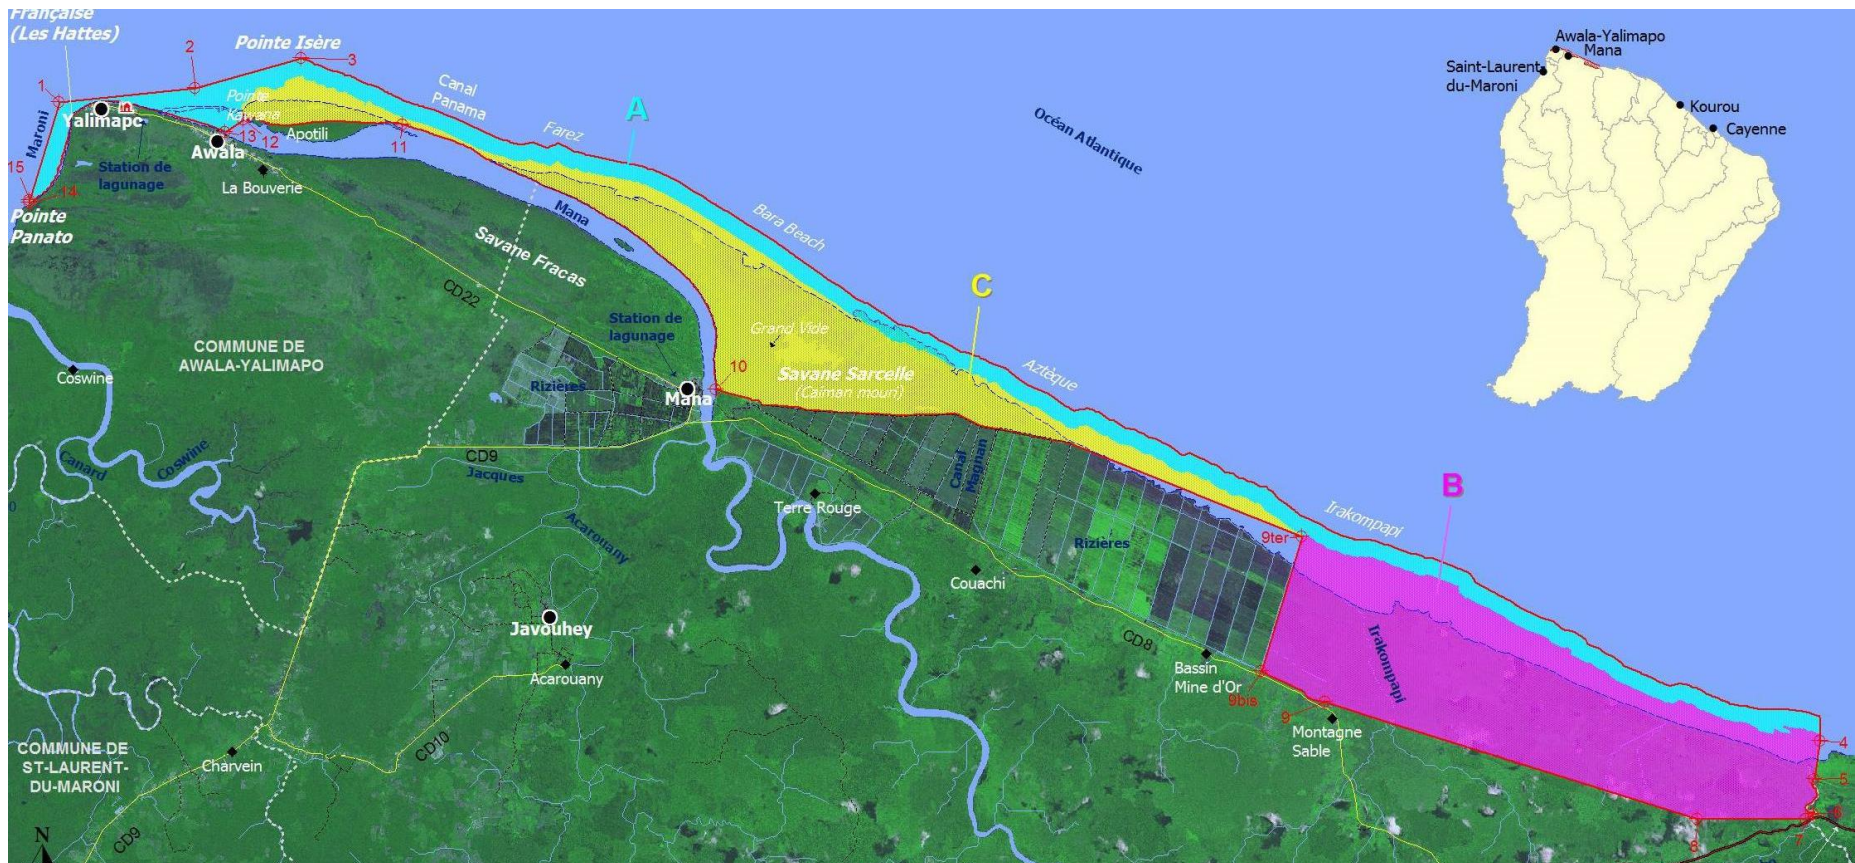 Française
(Les Hattes)
2
Pointe Isère
3
1
Maroni
Yalimapo
Pointe
Kawana
Canal
Panama
A
Farez
Awala
13
12
Apotili
11
Station de
lagunage
La Bouverie
15
14
Pointe
Panato
Océan Atlantique
Awala-Yalimapo
Mana
Saint-Laurent
du-Maroni
Kourou
Cayenne
Mana
Bara Beach
Savane Fracas
CD22
C
Station de
lagunage
Grand Vide
COMMUNE DE
AWALA-YALIMAPO
Coswine
Rizières
Mana
10
Savane Sarcelle
(Caïman mouri)
Aztèque
Canard
Coswine
CD9
Jacques
Canal
Magnan
B
Terre Rouge
Acarouany
Irakompapi
9ter
Rizières
Couachi
Javouhey
CD8
Irakompapi
Acarouany
Bassin
Mine d'Or
9bis
9
Montagne
Sable
4
5
COMMUNE DE
ST-LAURENT-
DU-MARONI
Charvein
CD10
6
7
8
CD9
N